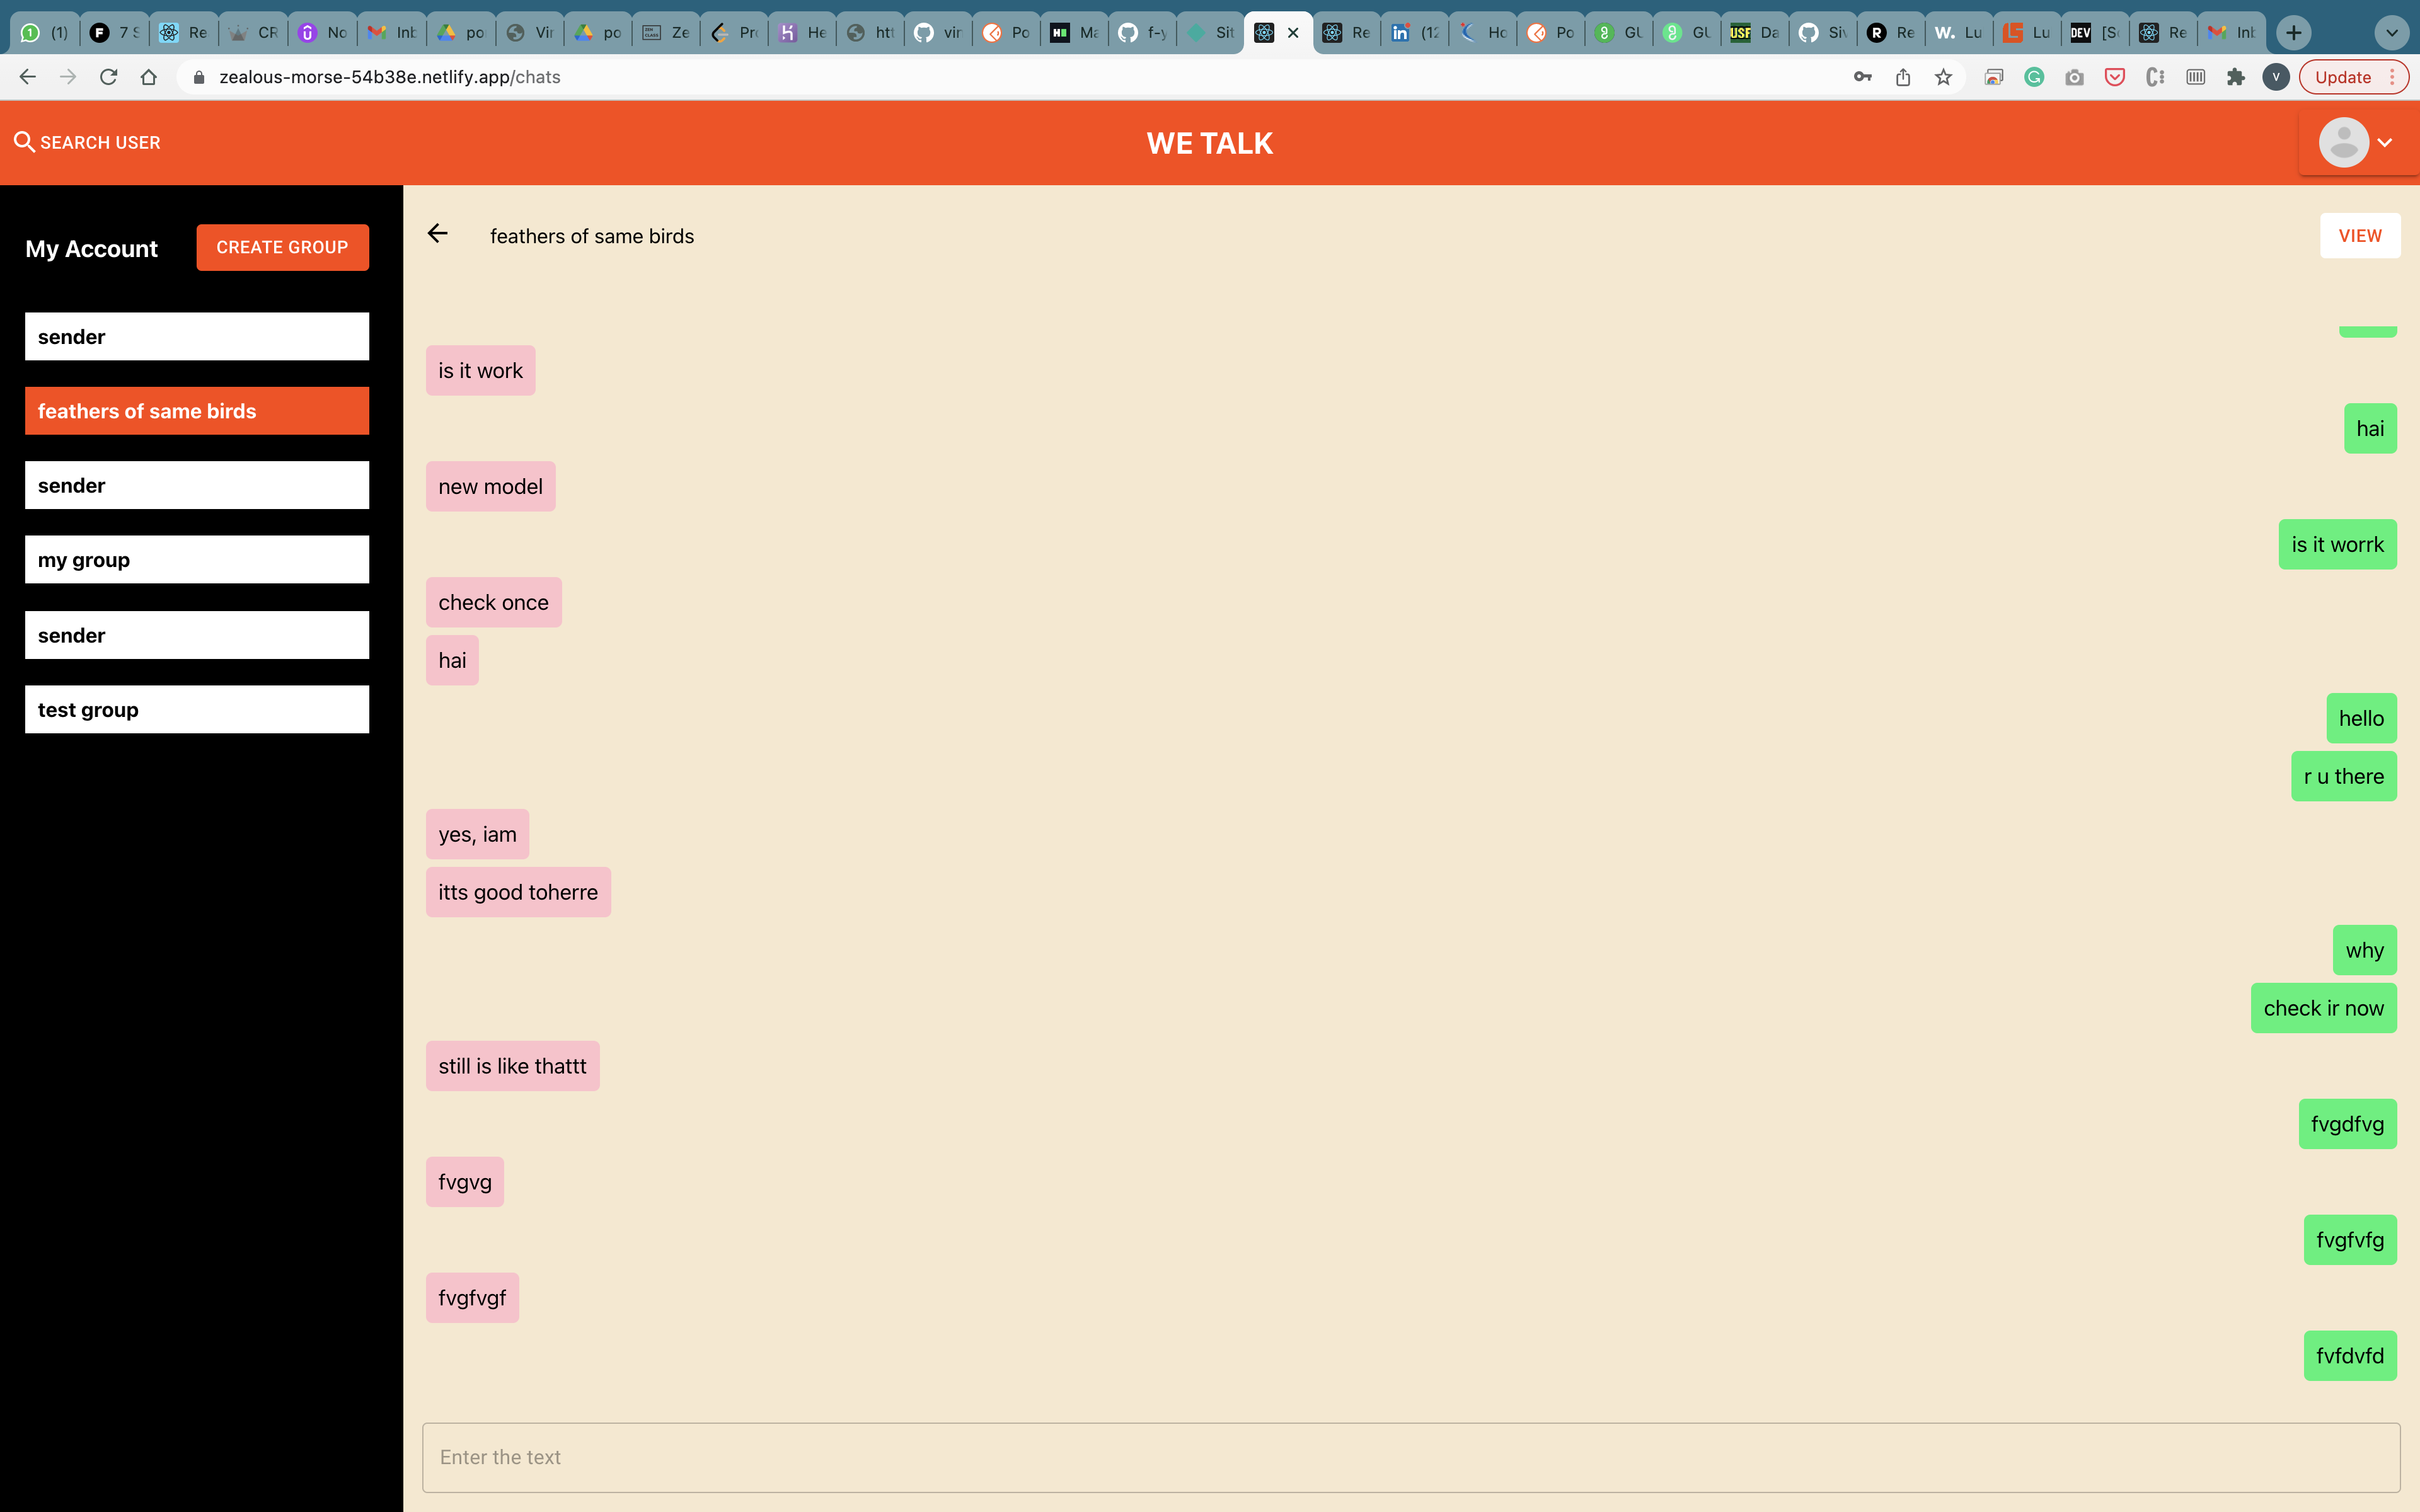 (1) 7 S Re CR No Inb po Vir po Ze Pro He htt vir Po Ma f-y Sit Re (12 Ho Po GU GU Da Siv Re Lu Lu [So Re Inb
zealous-morse-54b38e.netlify.app/chats
Update
SEARCH USER
WE TALK
My Account
CREATE GROUP
sender
feathers of same birds
sender
my group
sender
test group
feathers of same birds
VIEW
is it work
hai
new model
is it worrk
check once
hai
hello
r u there
yes, iam
itts good toherre
why
check ir now
still is like thattt
fvgdfvg
fvgvg
fvgfvfg
fvgfvgf
fvfdvfd
Enter the text